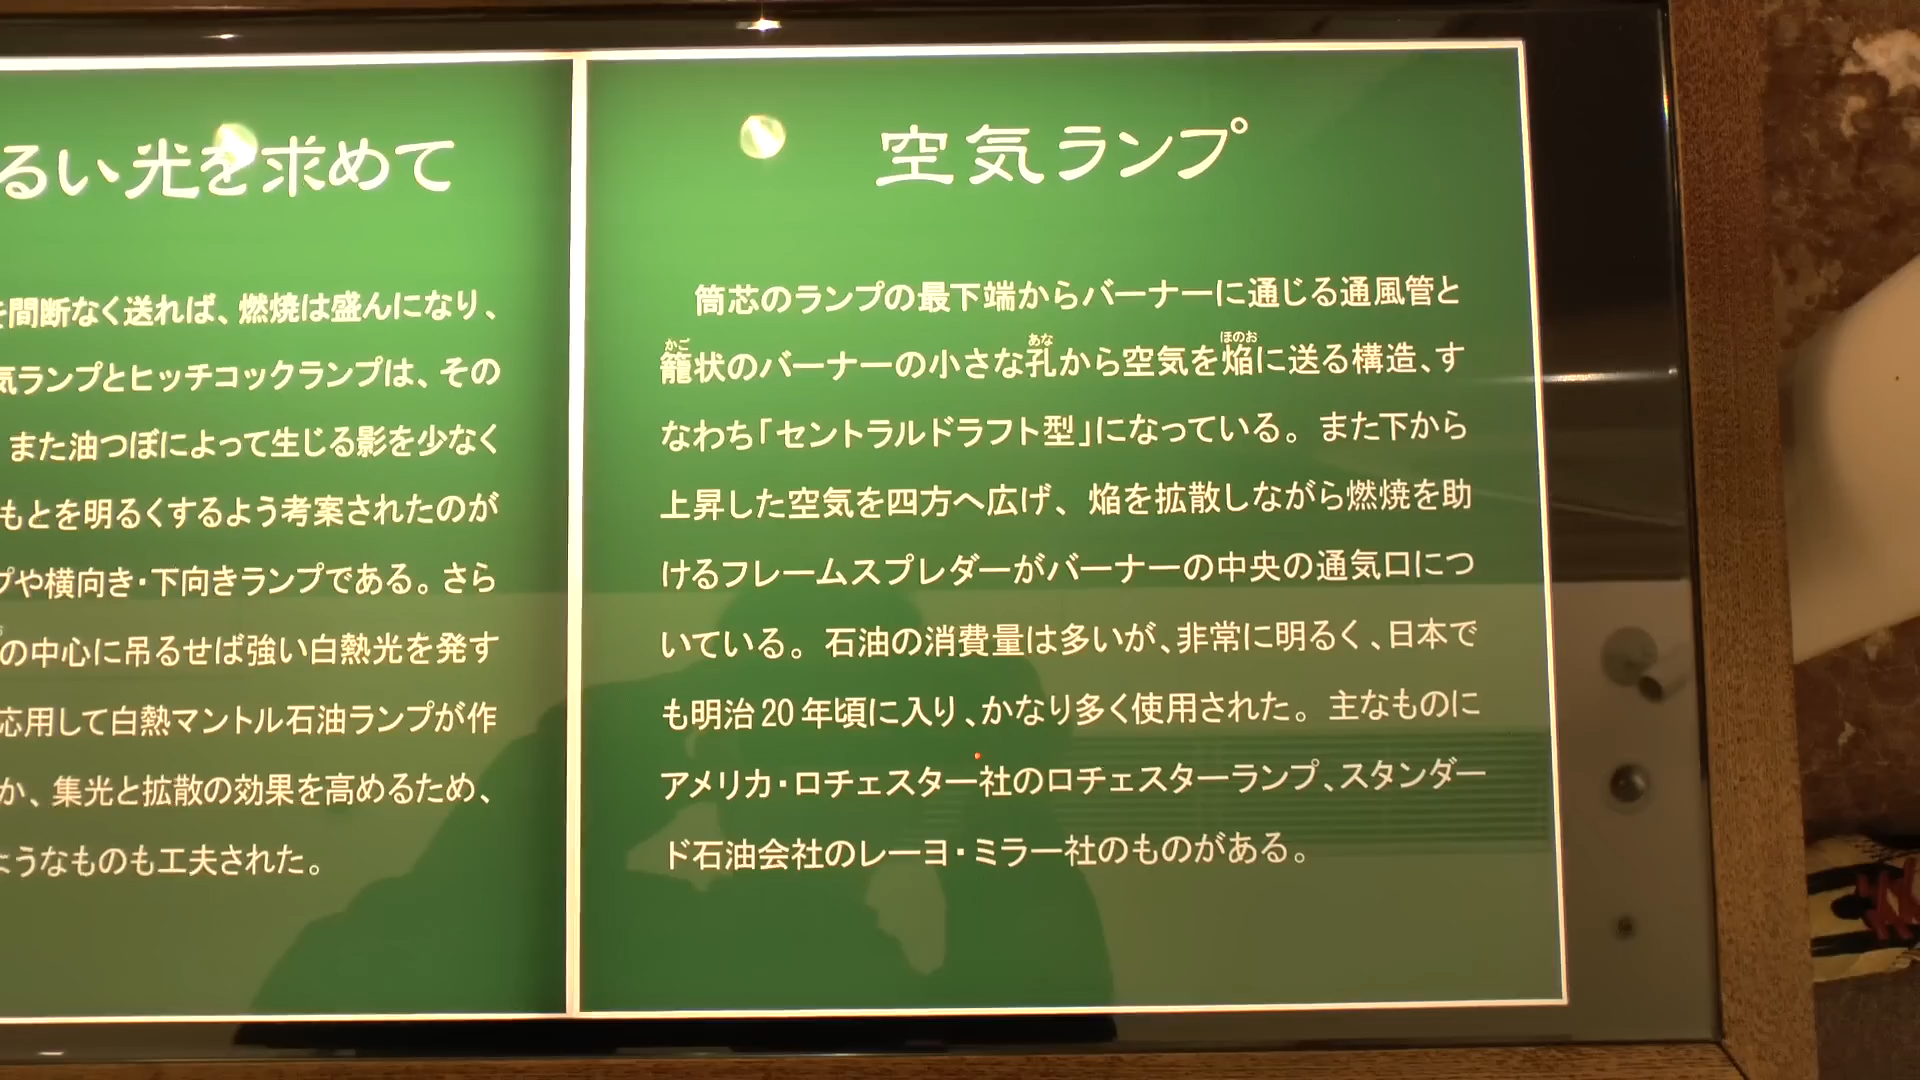 るい光を求めて
間断なく送れば、燃焼は盛んになり、
気ランプとヒッチコックランプは、その
また油つぼによって生じる影を少なく
もとを明るくするよう考案されたのが
プや横向き・下向きランプである。さら
の中心に吊るせば強い白熱光を発す
応用して白熱マントル石油ランプが作
か、集光と拡散の効果を高めるため、
ようなものも工夫された。
空気ランプ
筒芯のランプの最下端からバーナーに通じる通風管と
かご あな ほのお
籠状のバーナーの小さな孔から空気を焔に送る構造、す
なわち「セントラルドラフト型」になっている。また下から
上昇した空気を四方へ広げ、焔を拡散しながら燃焼を助
けるフレームスプレダーがバーナーの中央の通気口につ
いている。石油の消費量は多いが、非常に明るく、日本で
も明治20年頃に入り、かなり多く使用された。主なものに
アメリカ・ロチェスター社のロチェスターランプ、スタンダー
ド石油会社のレーヨ・ミラー社のものがある。